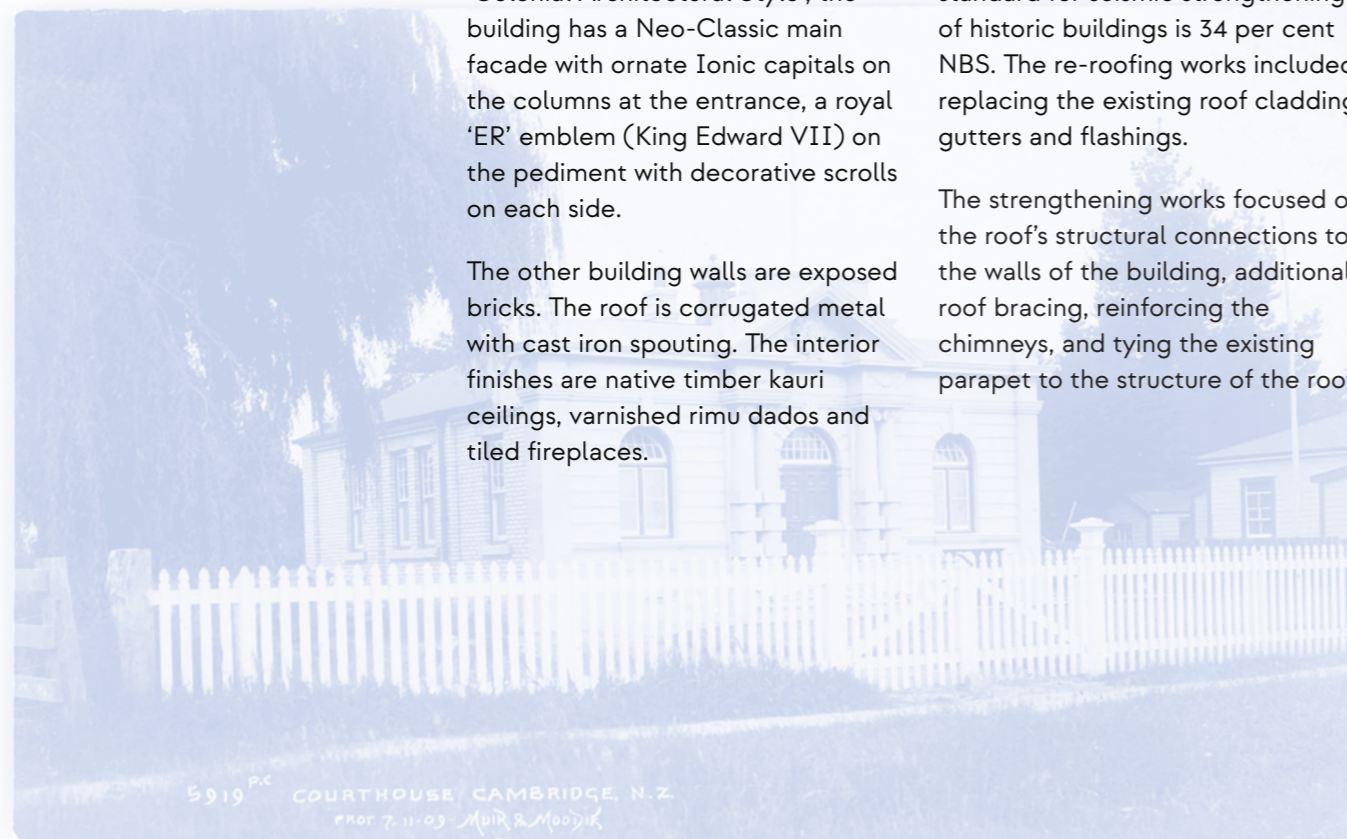 building has a Neo-Classic main
facade with ornate Ionic capitals on
the columns at the entrance, a royal
‘ER’ emblem (King Edward VII) on
the pediment with decorative scrolls
on each side.
The other building walls are exposed
bricks. The roof is corrugated metal
with cast iron spouting. The interior
finishes are native timber kauri
ceilings, varnished rimu dados and
tiled fireplaces.
of historic buildings is 34 per cent
NBS. The re-roofing works included
replacing the existing roof cladding
gutters and flashings.
The strengthening works focused
the roof’s structural connections to
the walls of the building, additional
roof bracing, reinforcing the
chimneys, and tying the existing
parapet to the structure of the
5919 P.C COURTHOUSE CAMBRIDGE, N.Z.
PROT 7.11.09 - MUIR & MOODIE